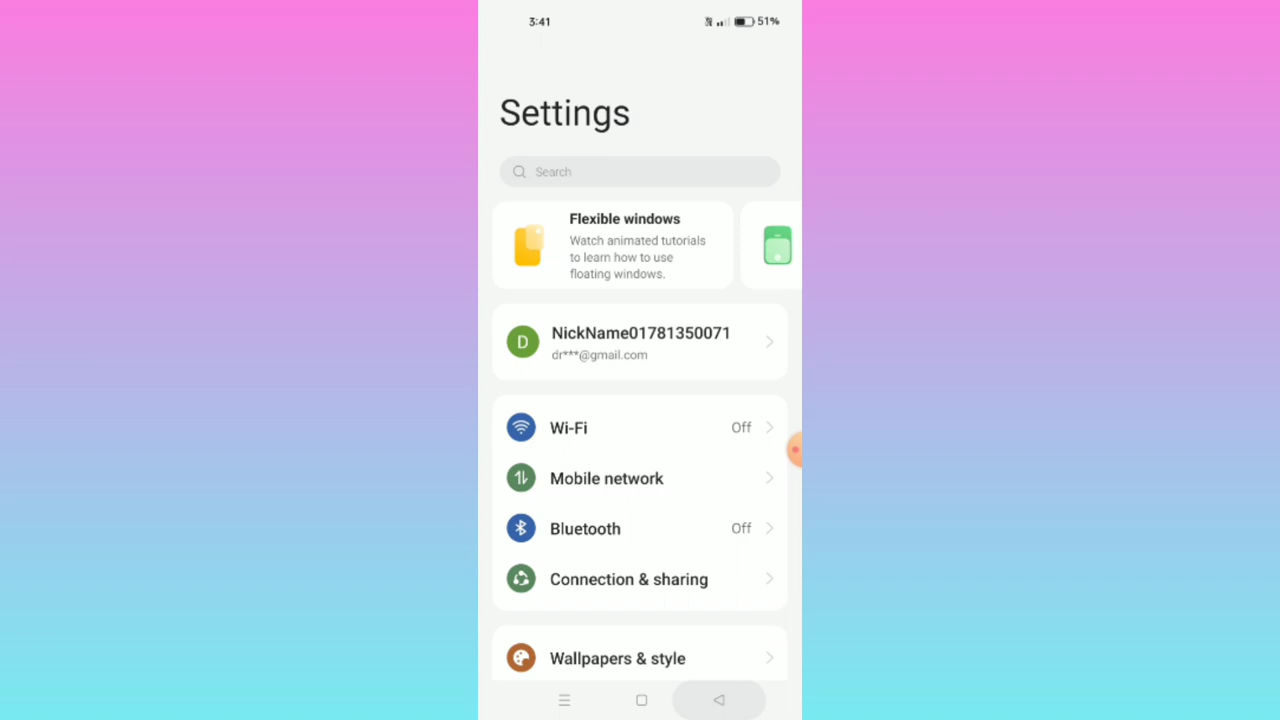 3:41
51%
Settings
Search
Flexible windows
Watch animated tutorials
to learn how to use
floating windows.
D
NickName01781350071
dr***@gmail.com
Wi-Fi Off
Mobile network
Bluetooth Off
Connection & sharing
Wallpapers & style